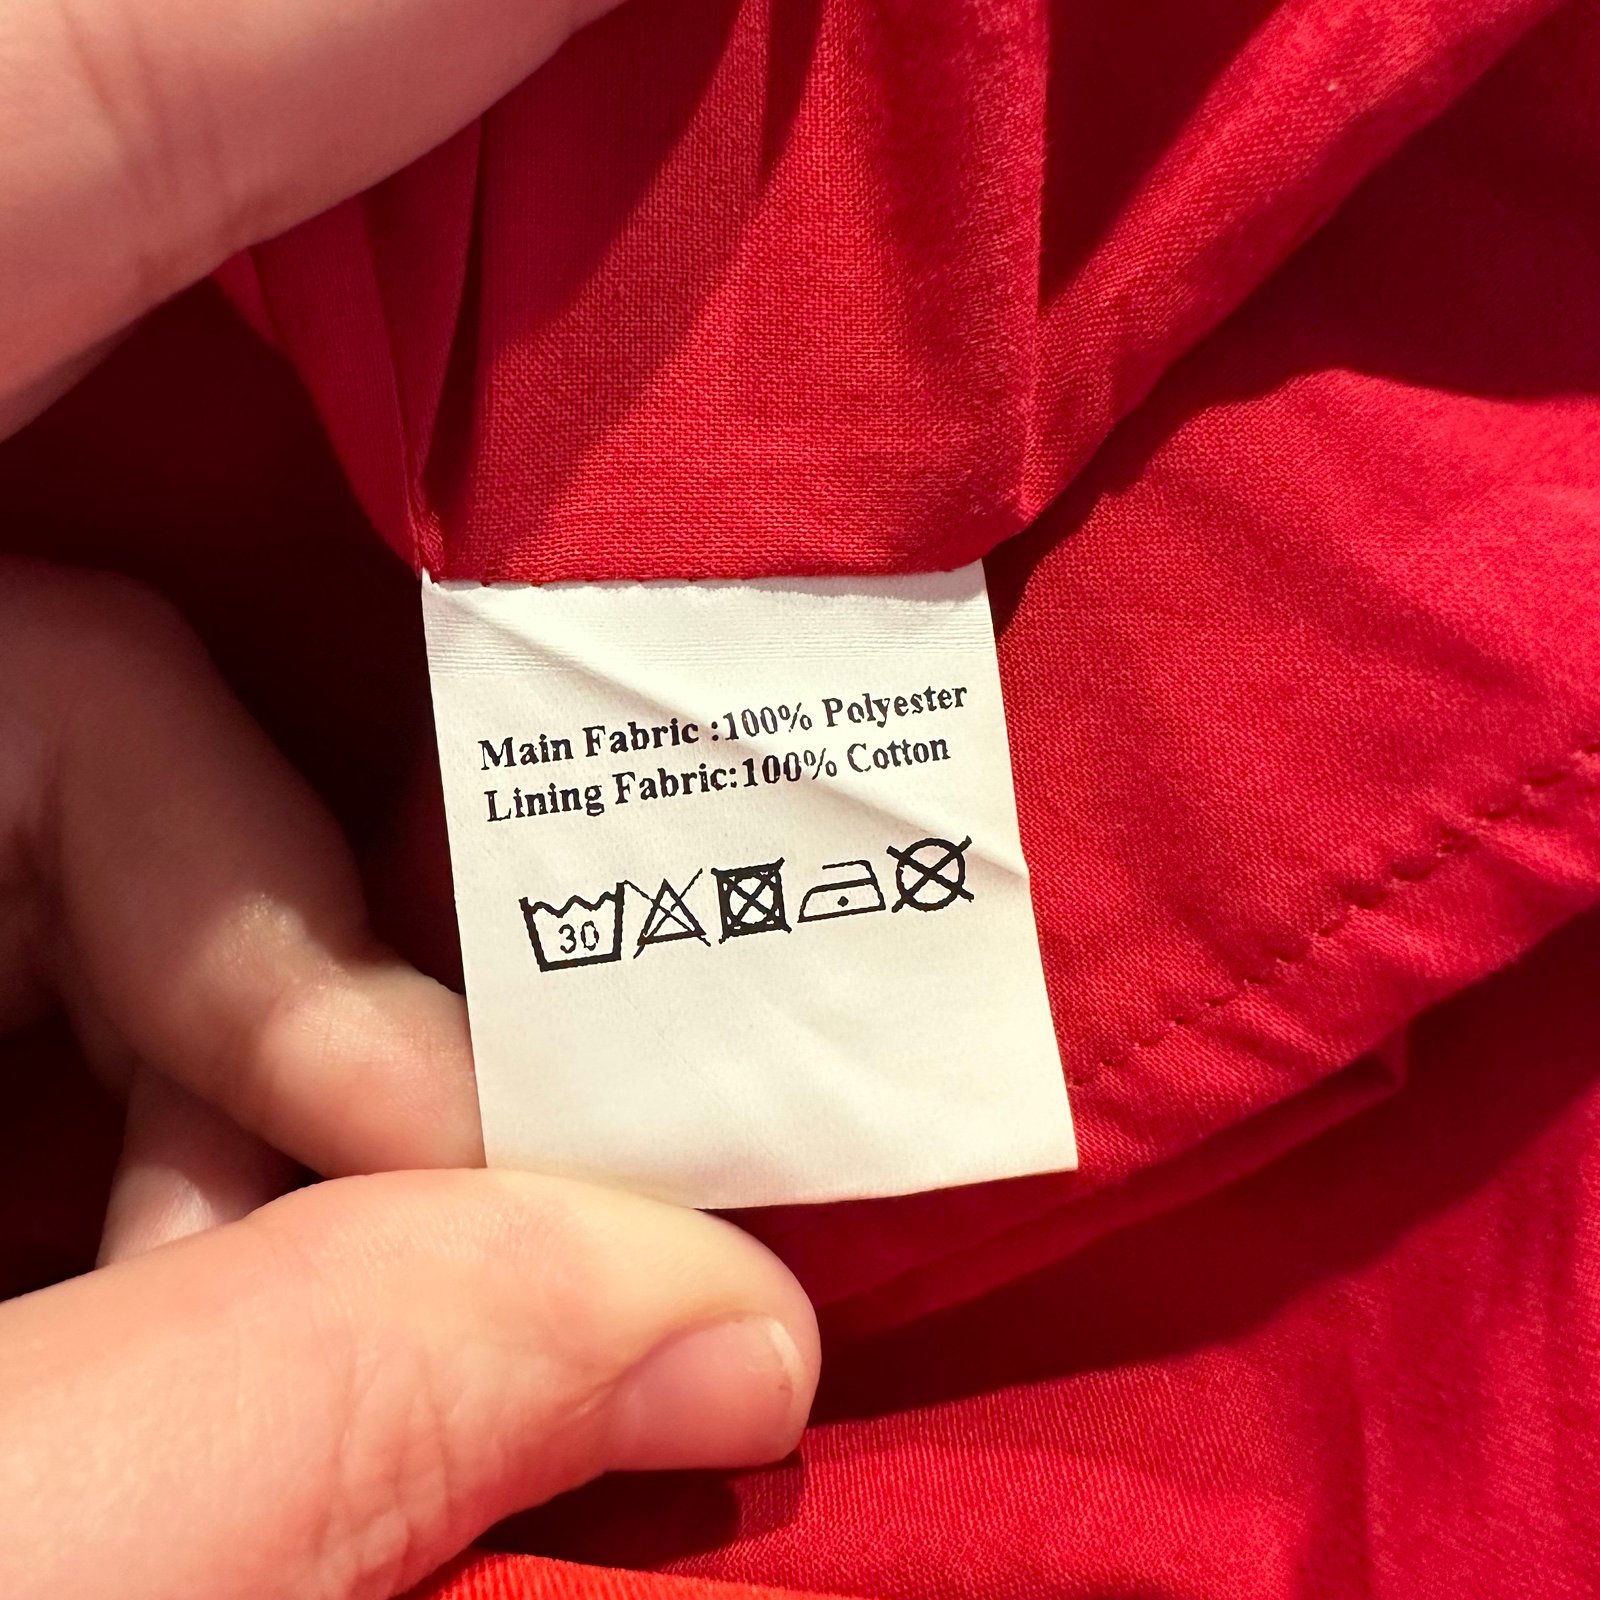 Main Fabric :100% Polyester
Lining Fabric:100% Cotton
30